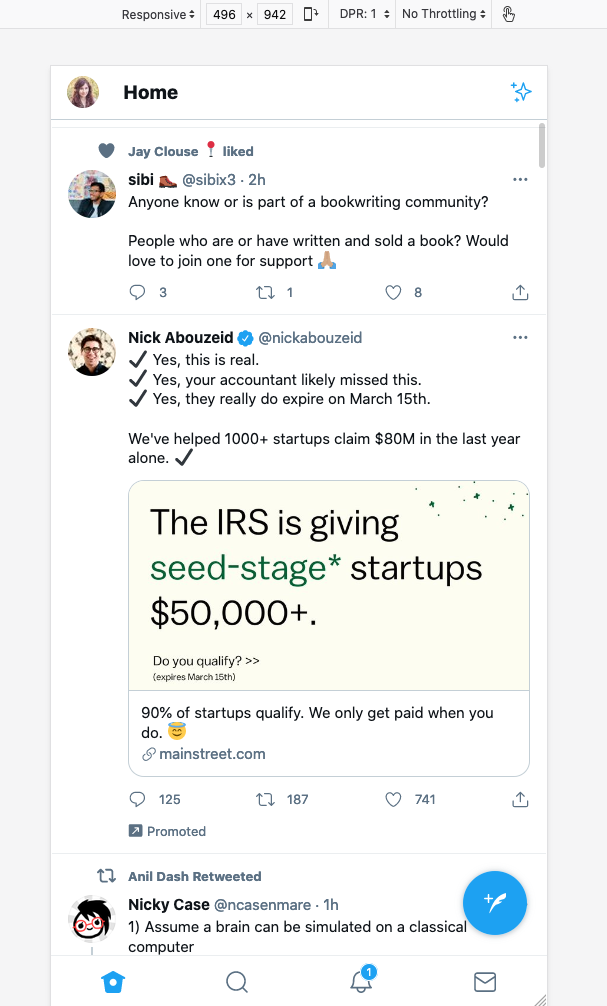 Responsive 496 × 942 DPR: 1 No Throttling
Home
Jay Clouse 📍 liked
sibi 🥾 @sibix3 · 2h
Anyone know or is part of a bookwriting community?
People who are or have written and sold a book? Would
love to join one for support 🙏🏽
3 1 8
Nick Abouzeid @nickabouzeid
✔️ Yes, this is real.
✔️ Yes, your accountant likely missed this.
✔️ Yes, they really do expire on March 15th.
We've helped 1000+ startups claim $80M in the last year
alone. ✔️
The IRS is giving
seed-stage* startups
$50,000+.
Do you qualify? >>
(expires March 15th)
90% of startups qualify. We only get paid when you
do. 😇
mainstreet.com
125 187 741
Promoted
Anil Dash Retweeted
Nicky Case @ncasenmare · 1h
1) Assume a brain can be simulated on a classical
computer
1